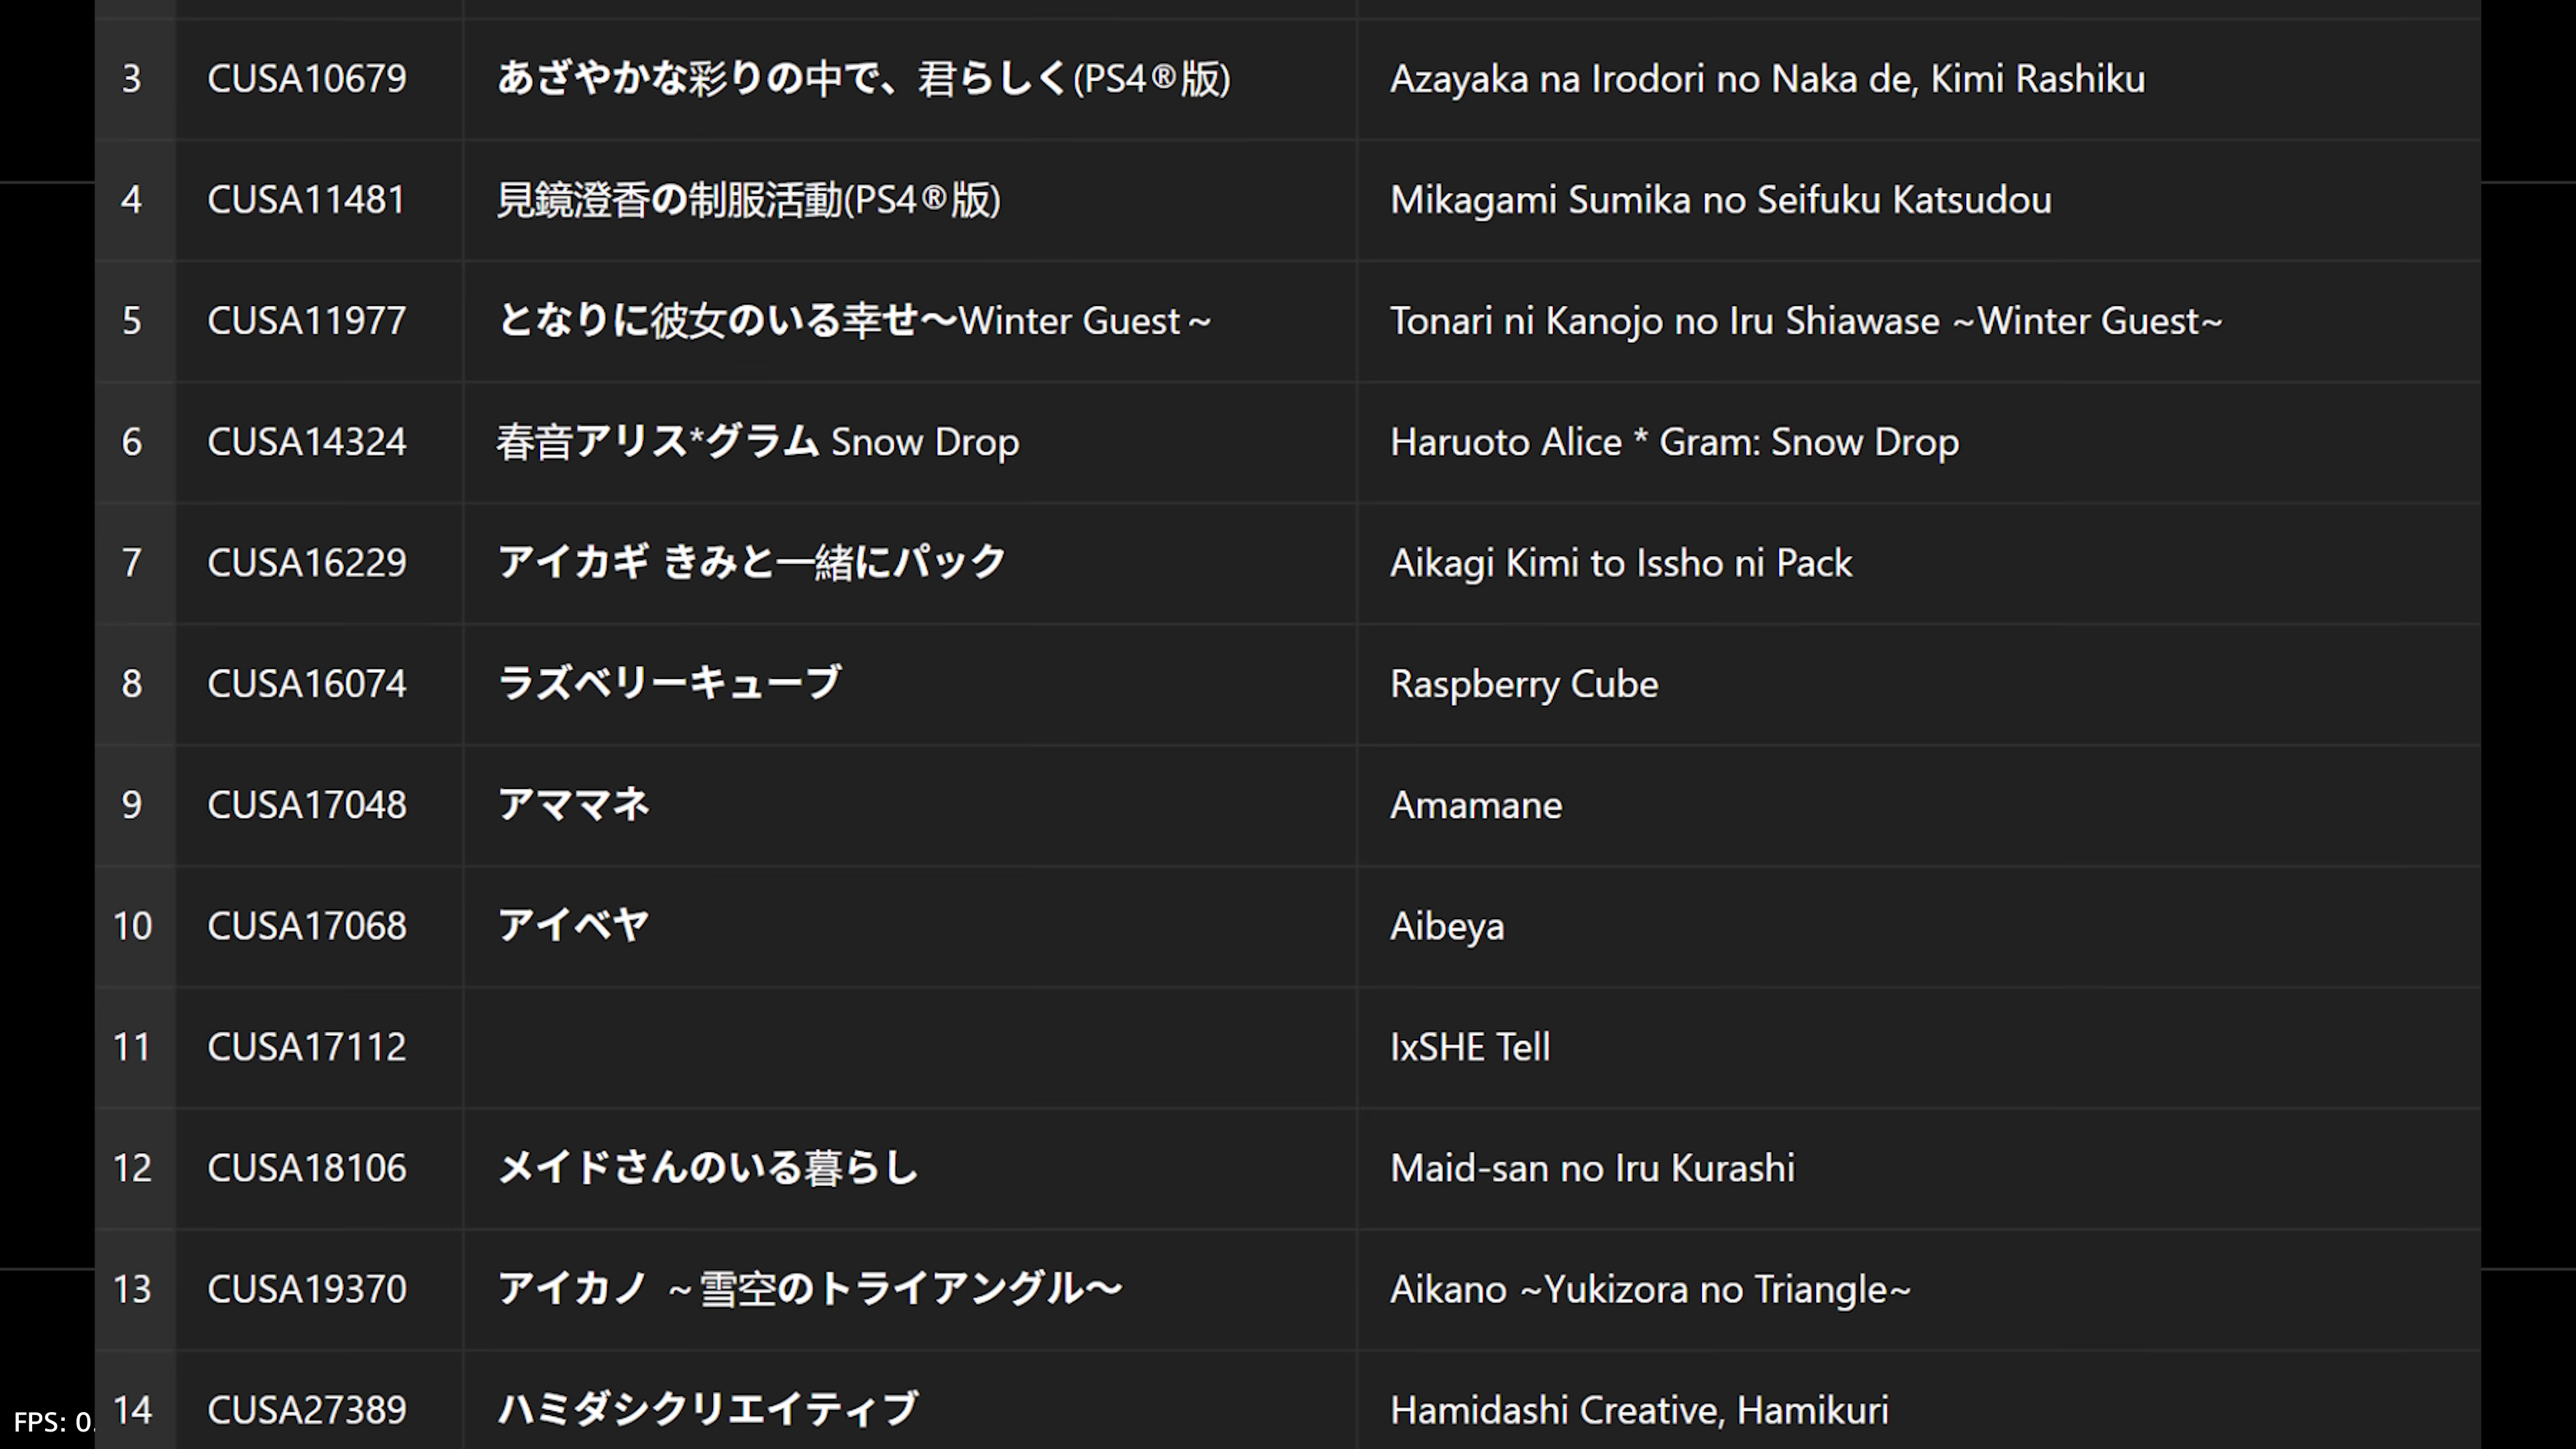 3 CUSA10679 あざやかな彩りの中で、君らしく(PS4®版) Azayaka na Irodori no Naka de, Kimi Rashiku
4 CUSA11481 見鏡澄香の制服活動(PS4®版) Mikagami Sumika no Seifuku Katsudou
5 CUSA11977 となりに彼女のいる幸せ〜Winter Guest～ Tonari ni Kanojo no Iru Shiawase ~Winter Guest~
6 CUSA14324 春音アリス*グラム Snow Drop Haruoto Alice * Gram: Snow Drop
7 CUSA16229 アイカギ きみと一緒にパック Aikagi Kimi to Issho ni Pack
8 CUSA16074 ラズベリーキューブ Raspberry Cube
9 CUSA17048 アママネ Amamane
10 CUSA17068 アイベヤ Aibeya
11 CUSA17112 IxSHE Tell
12 CUSA18106 メイドさんのいる暮らし Maid-san no Iru Kurashi
13 CUSA19370 アイカノ ～雪空のトライアングル〜 Aikano ~Yukizora no Triangle~
14 CUSA27389 ハミダシクリエイティブ Hamidashi Creative, Hamikuri
FPS: 0.